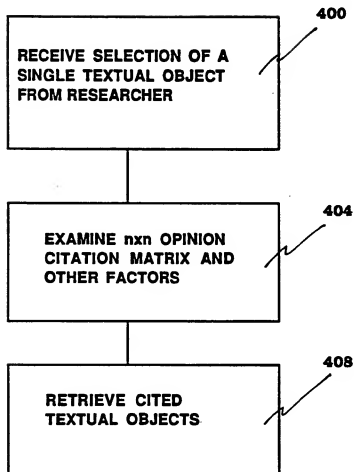 400
RECEIVE SELECTION OF A
SINGLE TEXTUAL OBJECT
FROM RESEARCHER
404
EXAMINE nxn OPINION
CITATION MATRIX AND
OTHER FACTORS
408
RETRIEVE CITED
TEXTUAL OBJECTS